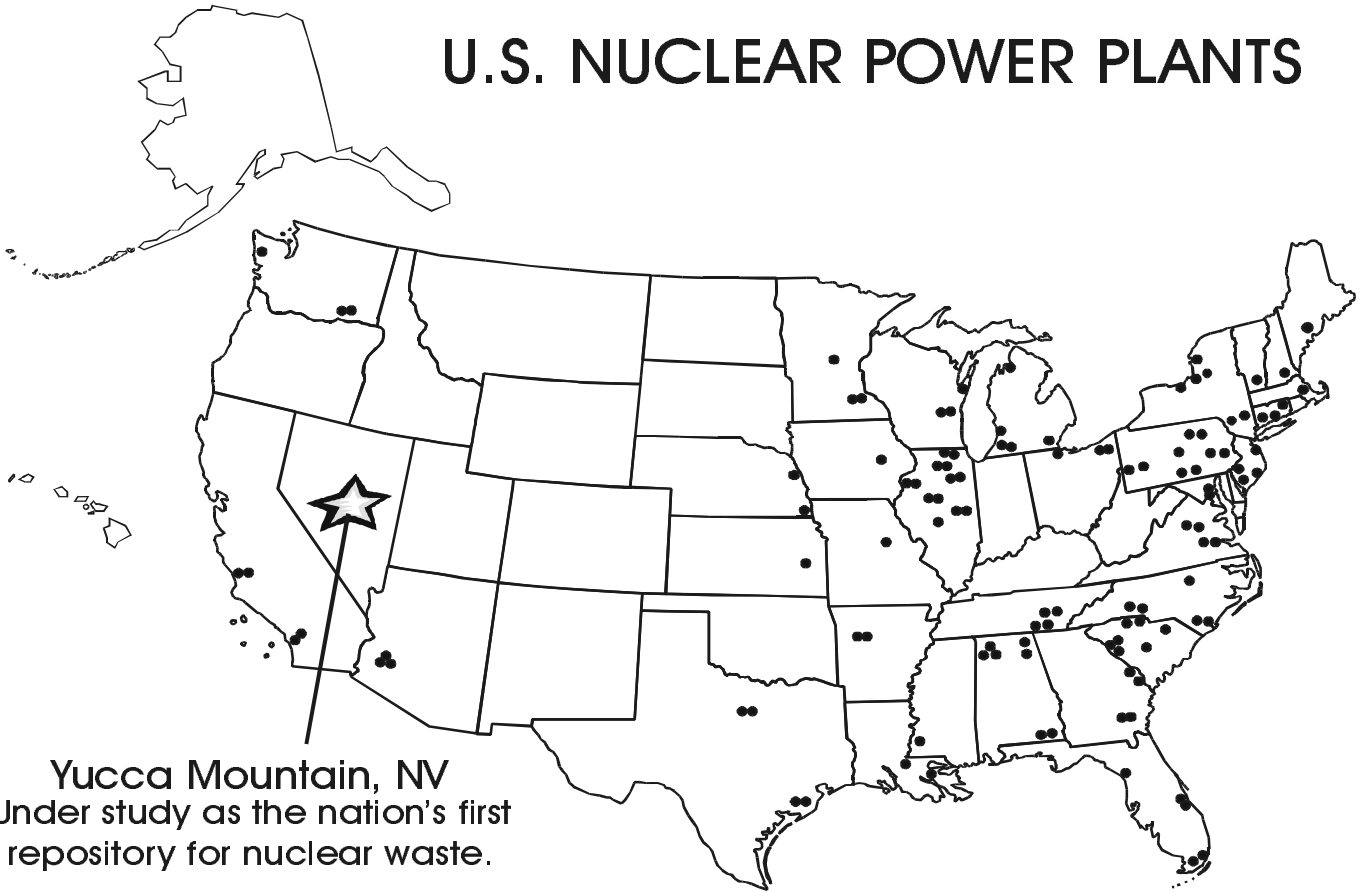 U.S. NUCLEAR POWER PLANTS
Yucca Mountain, NV
Under study as the nation's first
repository for nuclear waste.